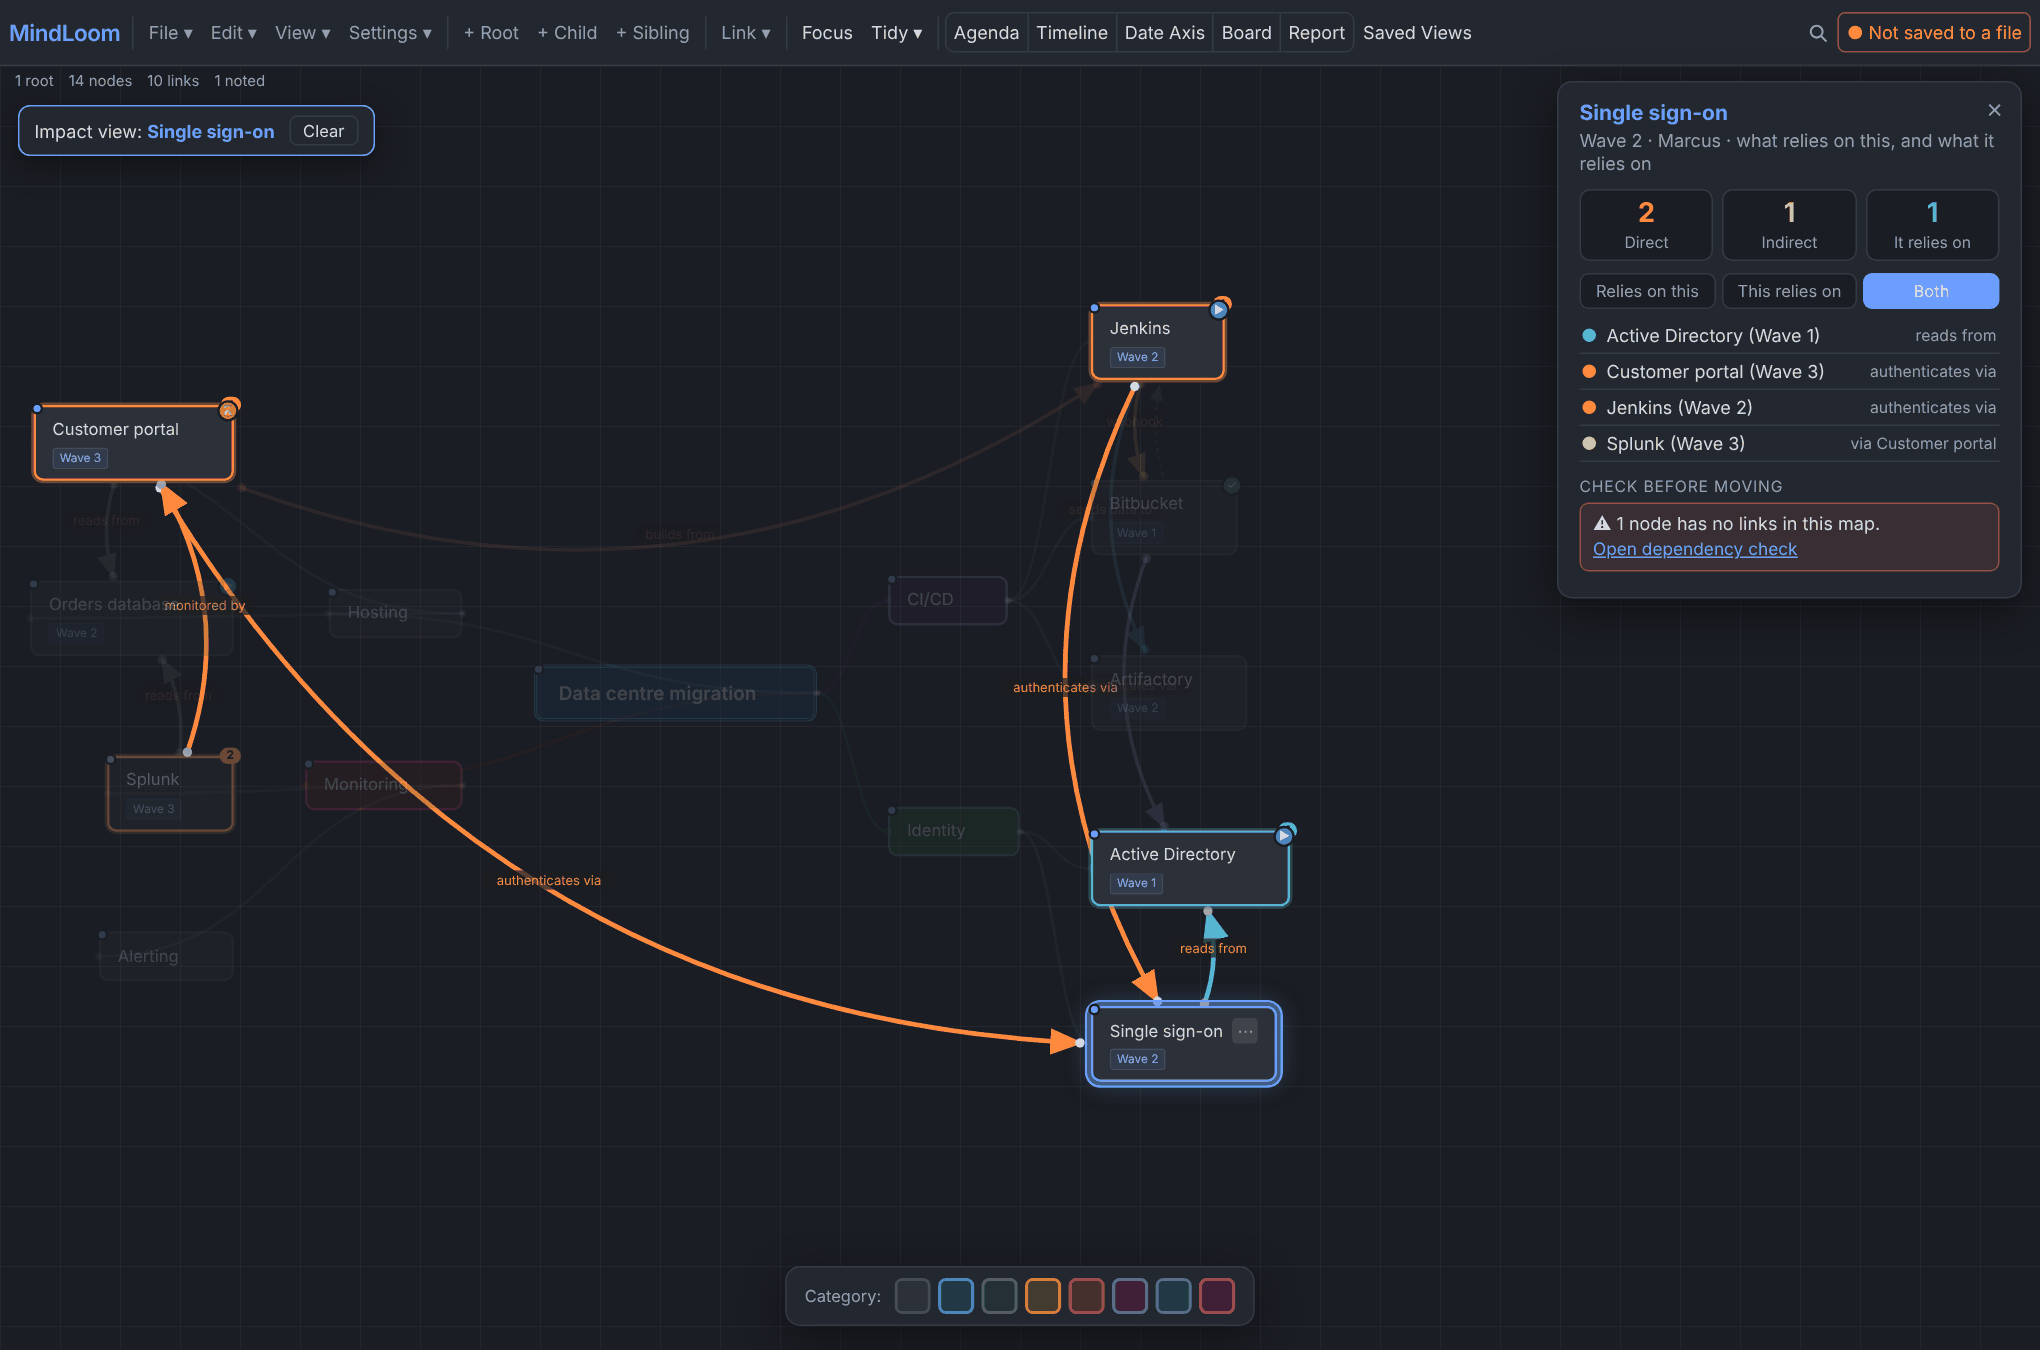 MindLoom File ▾ Edit ▾ View ▾ Settings ▾ + Root + Child + Sibling Link ▾ Focus Tidy ▾ Agenda Timeline Date Axis Board Report Saved Views Not saved to a file
1 root 14 nodes 10 links 1 noted
Impact view: Single sign-on Clear
Single sign-on ×
Wave 2 · Marcus · what relies on this, and what it
relies on
2 1 1
Direct Indirect It relies on
Relies on this This relies on Both
Active Directory (Wave 1) reads from
Customer portal (Wave 3) authenticates via
Jenkins (Wave 2) authenticates via
Splunk (Wave 3) via Customer portal
CHECK BEFORE MOVING
⚠ 1 node has no links in this map.
Open dependency check
Jenkins
Wave 2
Customer portal
Wave 3
Bitbucket
Wave 1
reads from
builds from
Orders database
Wave 2
monitored by
Hosting
CI/CD
Data centre migration
authenticates via
Artifactory
Wave 2
reads from
2
Splunk
Wave 3
Monitoring
Identity
Active Directory
Wave 1
authenticates via
reads from
Alerting
Single sign-on ...
Wave 2
Category: